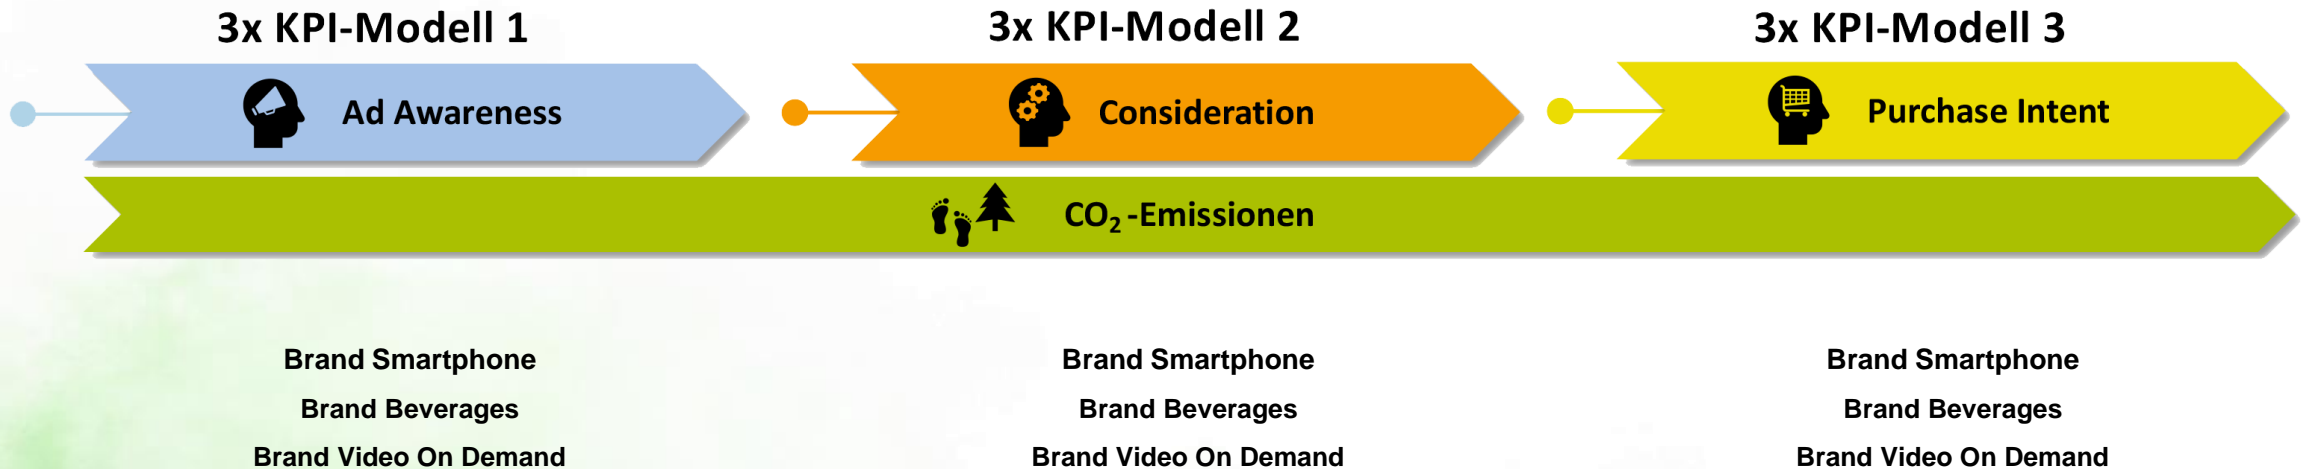 3x KPI-Modell 1
3x KPI-Modell 2
3x KPI-Modell 3
Ad Awareness
Consideration
Purchase Intent
CO₂ -Emissionen
Brand Smartphone
Brand Beverages
Brand Video On Demand
Brand Smartphone
Brand Beverages
Brand Video On Demand
Brand Smartphone
Brand Beverages
Brand Video On Demand